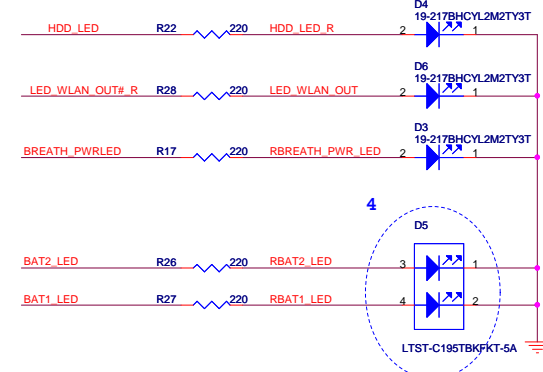 D4
19-217BHCYL2M2TY3T
HDD_LED R22 220 HDD_LED_R 2 1
D6
19-217BHCYL2M2TY3T
LED_WLAN_OUT#_R R28 220 LED_WLAN_OUT 2 1
D3
19-217BHCYL2M2TY3T
BREATH_PWRLED R17 220 RBREATH_PWR_LED 2 1
4
D5
BAT2_LED R26 220 RBAT2_LED 3 1
BAT1_LED R27 220 RBAT1_LED 4 2
LTST-C195TBKFKT-5A